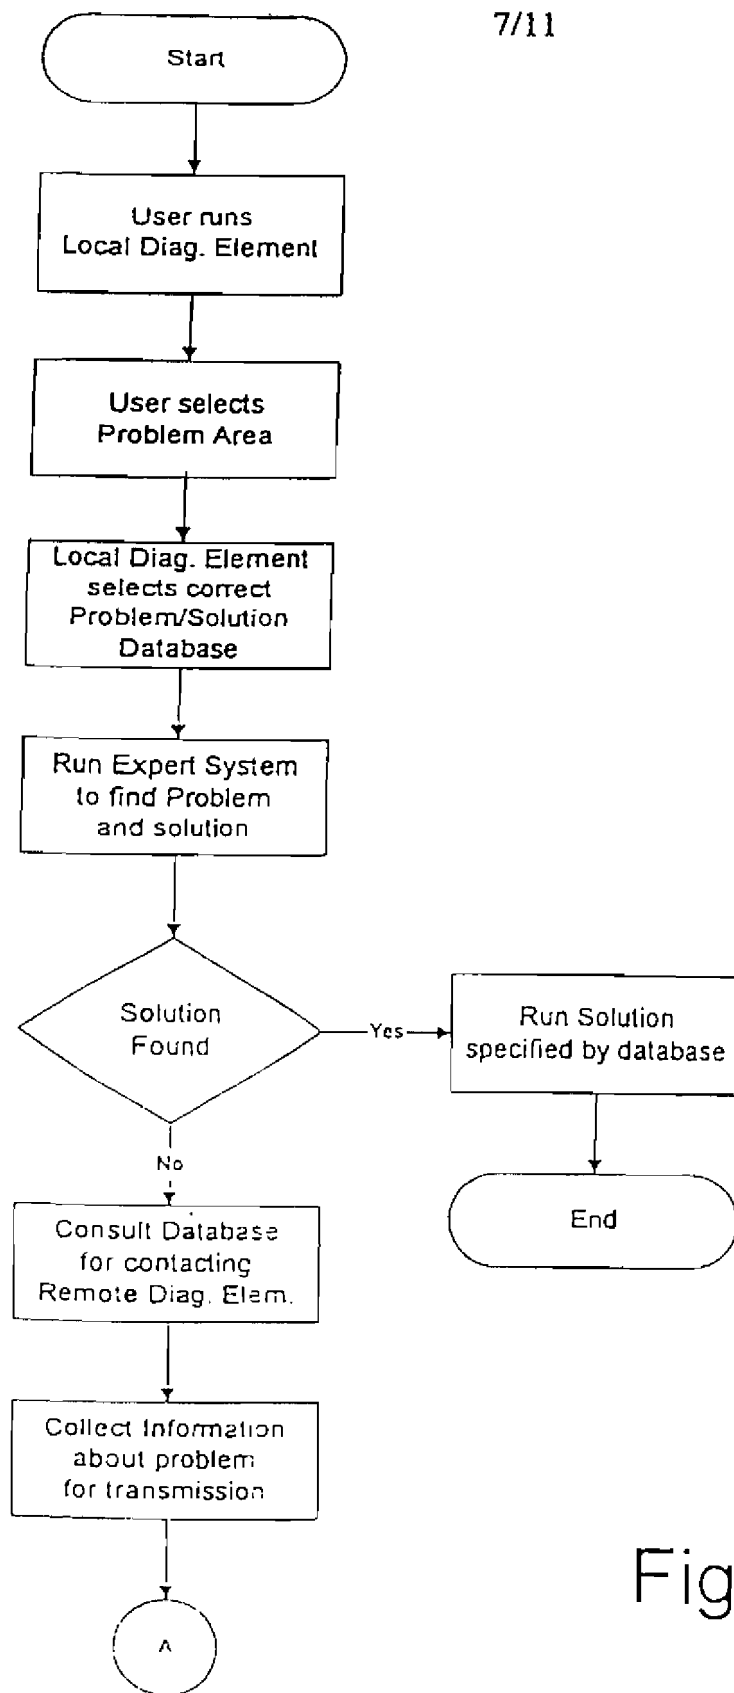 7/11
Start
User runs
Local Diag. Element
User selects
Problem Area
Local Diag. Element
selects correct
Problem/Solution
Database
Run Expert System
to find Problem
and solution
Solution
Found
Yes
Run Solution
specified by database
End
No
Consult Database
for contacting
Remote Diag. Elem.
Collect Information
about problem
for transmission
A
Fig